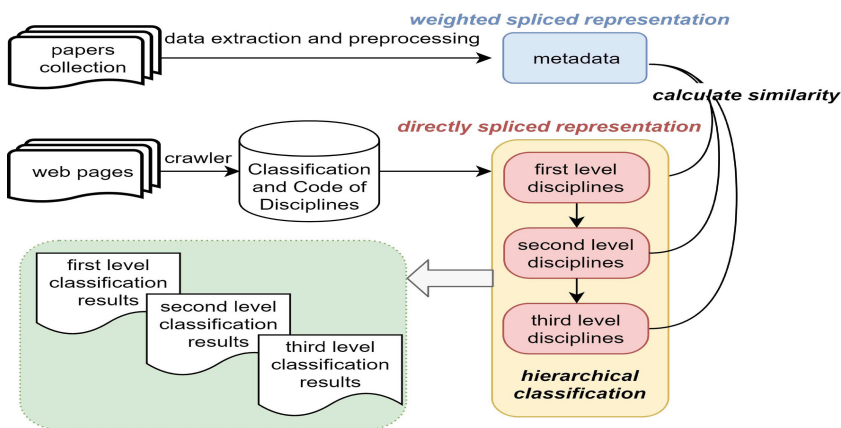 weighted spliced representation
data extraction and preprocessing
papers
collection
metadata
calculate similarity
directly spliced representation
crawler
web pages
Classification
and Code of
Disciplines
first level
disciplines
second level
disciplines
third level
disciplines
hierarchical
classification
first level
classification
results
second level
classification
results
third level
classification
results